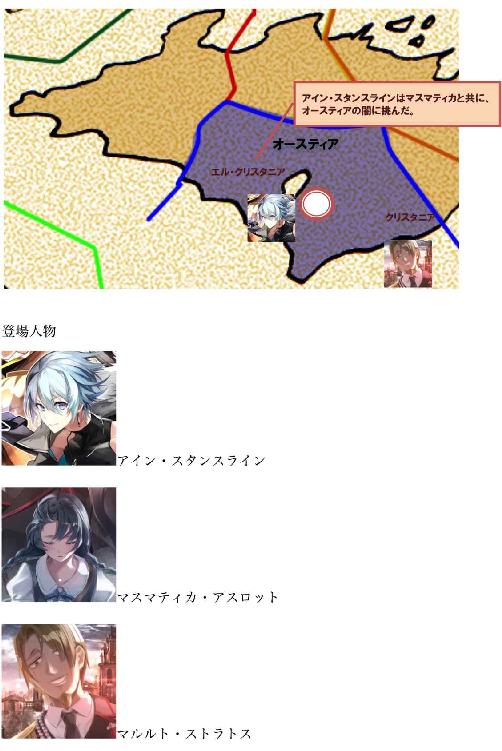 アイン・スタンスラインはマスマティカと共に、
オースティアの闇に挑んだ。
オースティア
エル・クリスタニア
クリスタニア
登場人物
アイン・スタンスライン
マスマティカ・アスロット
マルルト・ストラトス